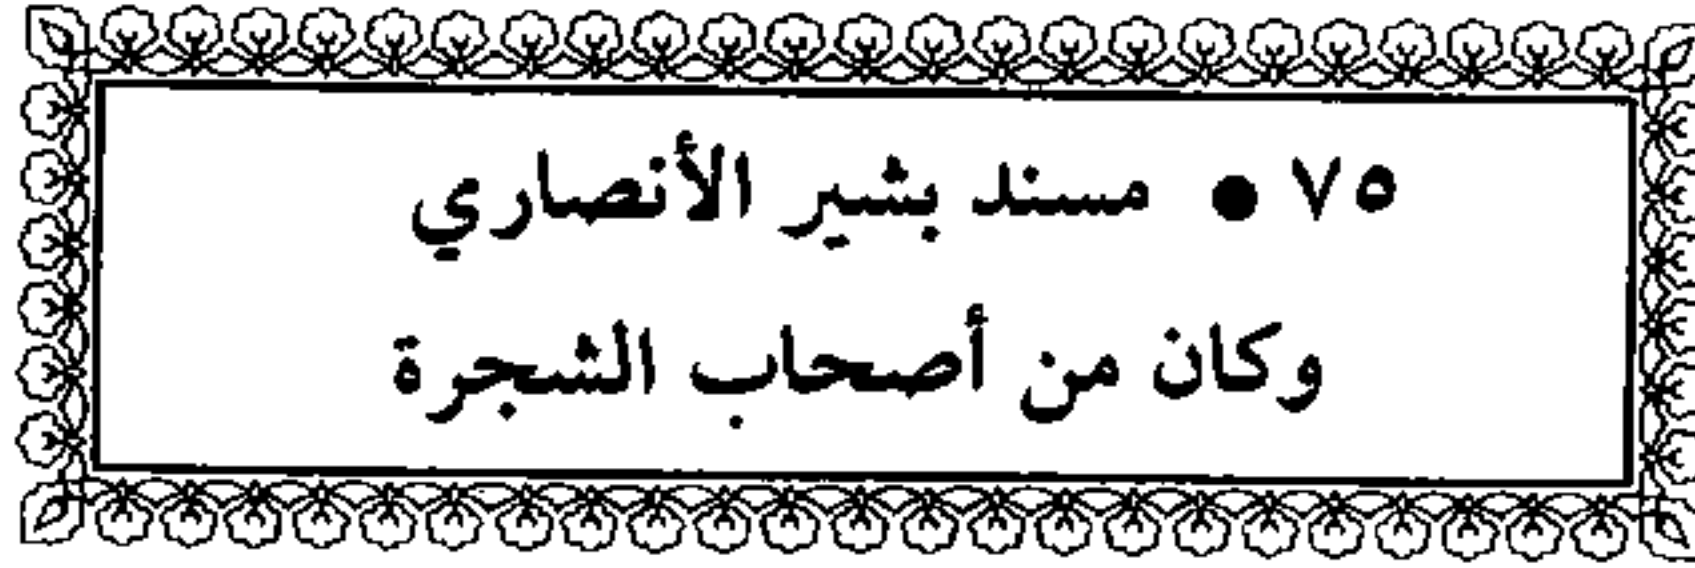 ٧٥ ● مسند بشير الأنصاري
وكان من أصحاب الشجرة